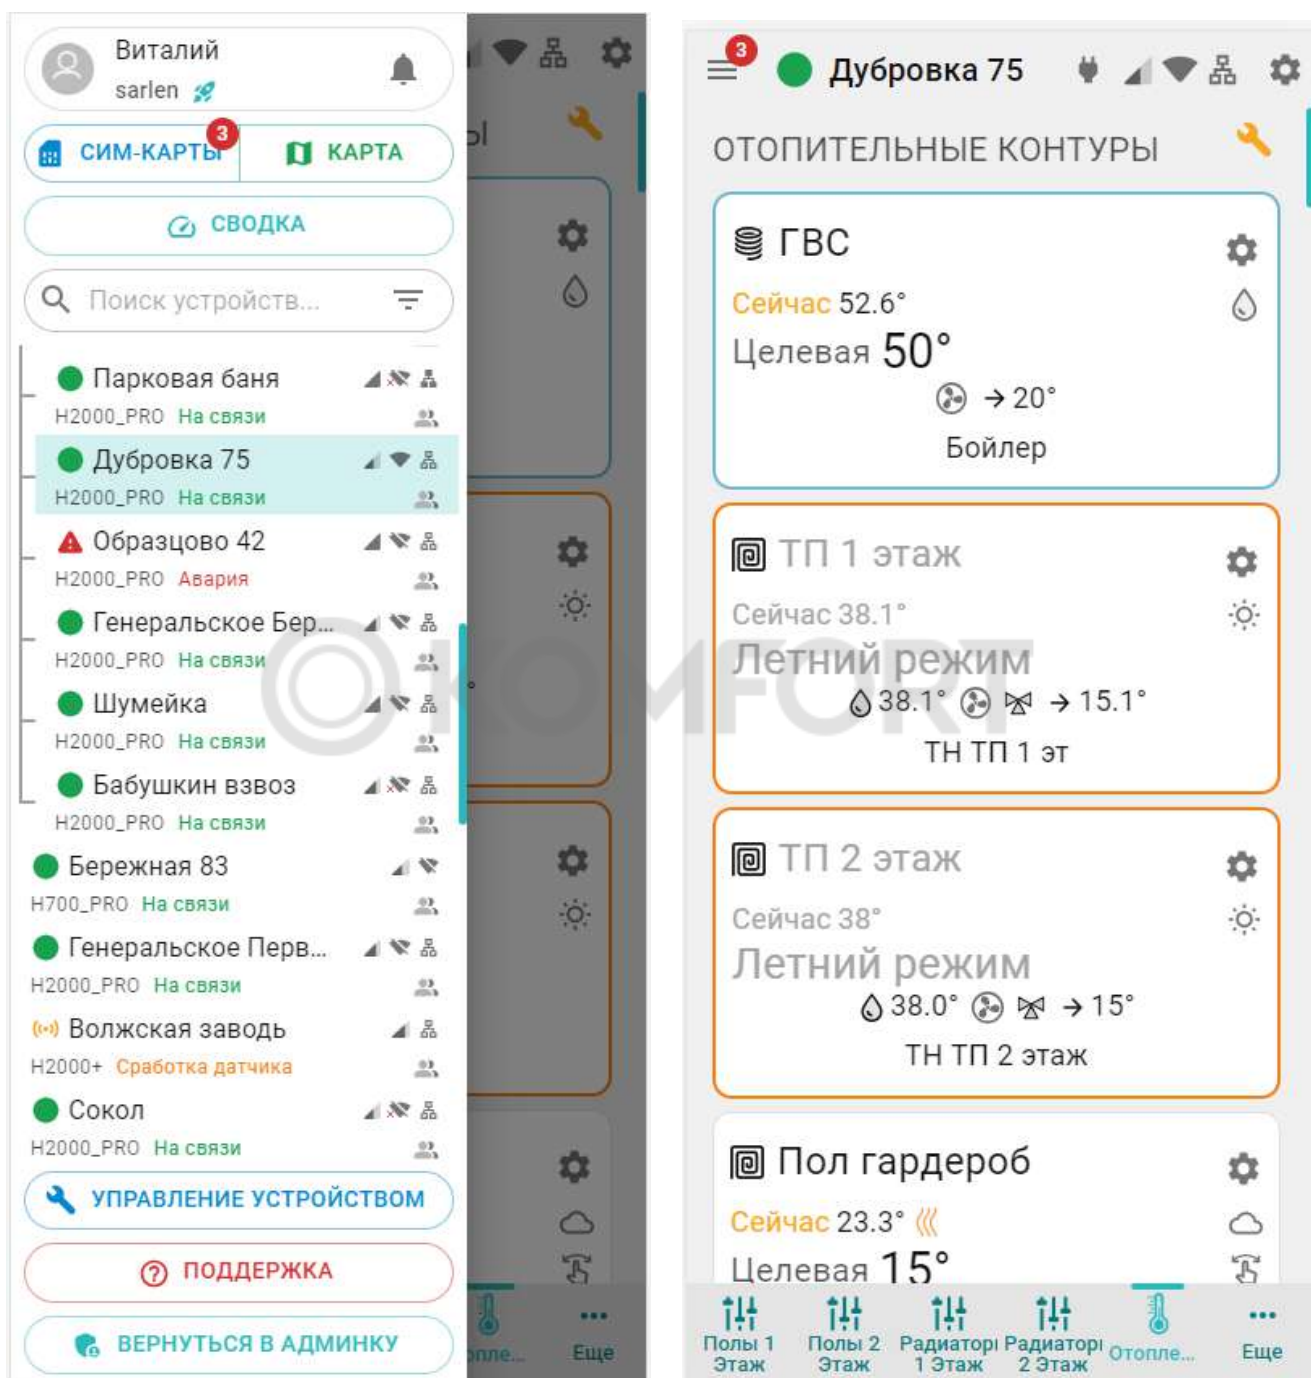 Виталий
sarlen
СИМ-КАРТЫ
3
КАРТА
СВОДКА
Поиск устройств...
Парковая баня
H2000_PRO На связи
Дубровка 75
H2000_PRO На связи
Образцово 42
H2000_PRO Авария
Генеральское Бер...
H2000_PRO На связи
Шумейка
H2000_PRO На связи
Бабушкин взвоз
H2000_PRO На связи
Бережная 83
H700_PRO На связи
Генеральское Перв...
H2000_PRO На связи
Волжская заводь
H2000+ Сработка датчика
Сокол
H2000_PRO На связи
УПРАВЛЕНИЕ УСТРОЙСТВОМ
ПОДДЕРЖКА
ВЕРНУТЬСЯ В АДМИНКУ
Ы
опле...
Еще
3
Дубровка 75
ОТОПИТЕЛЬНЫЕ КОНТУРЫ
ГВС
Сейчас 52.6°
Целевая 50°
→ 20°
Бойлер
ТП 1 этаж
Сейчас 38.1°
Летний режим
38.1° → 15.1°
ТН ТП 1 эт
ТП 2 этаж
Сейчас 38°
Летний режим
38.0° → 15°
ТН ТП 2 этаж
Пол гардероб
Сейчас 23.3°
Целевая 15°
Полы 1 Этаж
Полы 2 Этаж
Радиаторы 1 Этаж
Радиаторы 2 Этаж
Отопле...
Еще
KOMFORT